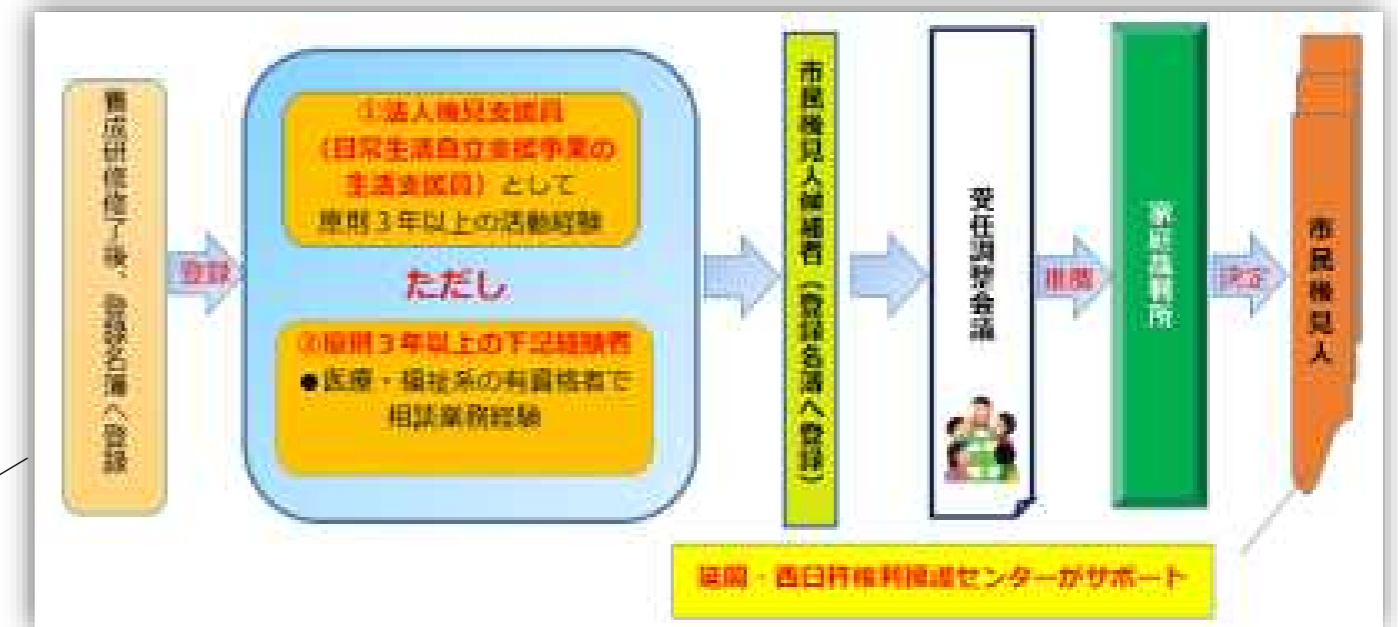 養成研修修了後、登録名簿へ登録
登録
①法人後見支援員
（日常生活自立支援事業の
生活支援員）として
原則３年以上の活動経験
ただし
②原則３年以上の下記経験者
●医療・福祉系の有資格者で
相談業務経験
市民後見人候補者（登録名簿へ登録）
受任調整会議
推薦
家庭裁判所
決定
市民後見人
延岡・西臼杵権利擁護センターがサポート